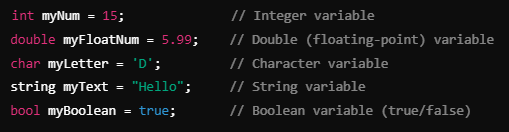 int myNum = 15;               // Integer variable
double myFloatNum = 5.99;    // Double (floating-point) variable
char myLetter = 'D';         // Character variable
string myText = "Hello";     // String variable
bool myBoolean = true;       // Boolean variable (true/false)